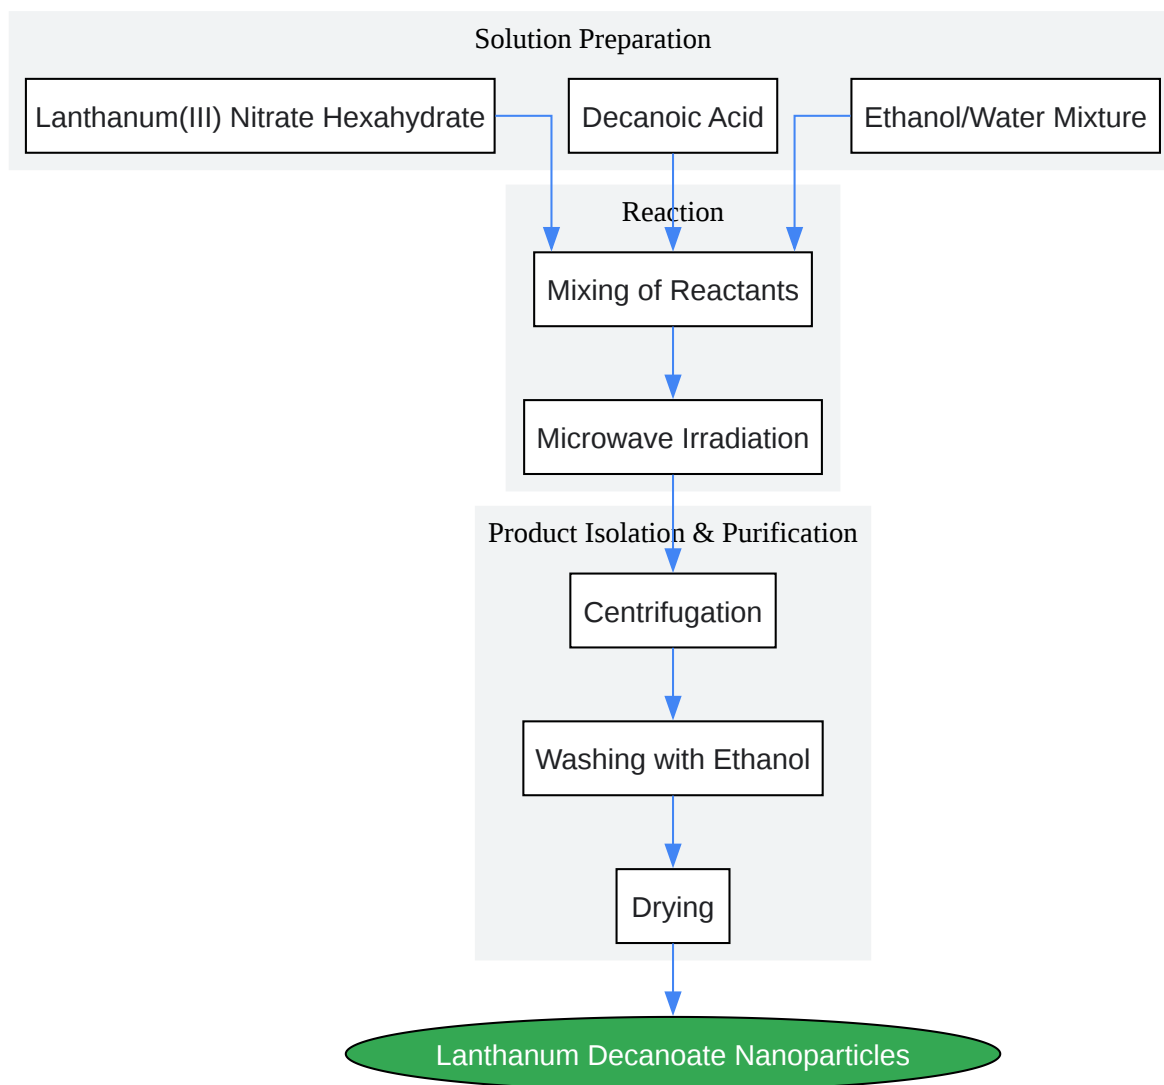 Solution Preparation
Lanthanum(III) Nitrate Hexahydrate
Decanoic Acid
Ethanol/Water Mixture
Reaction
Mixing of Reactants
Microwave Irradiation
Product Isolation & Purification
Centrifugation
Washing with Ethanol
Drying
Lanthanum Decanoate Nanoparticles